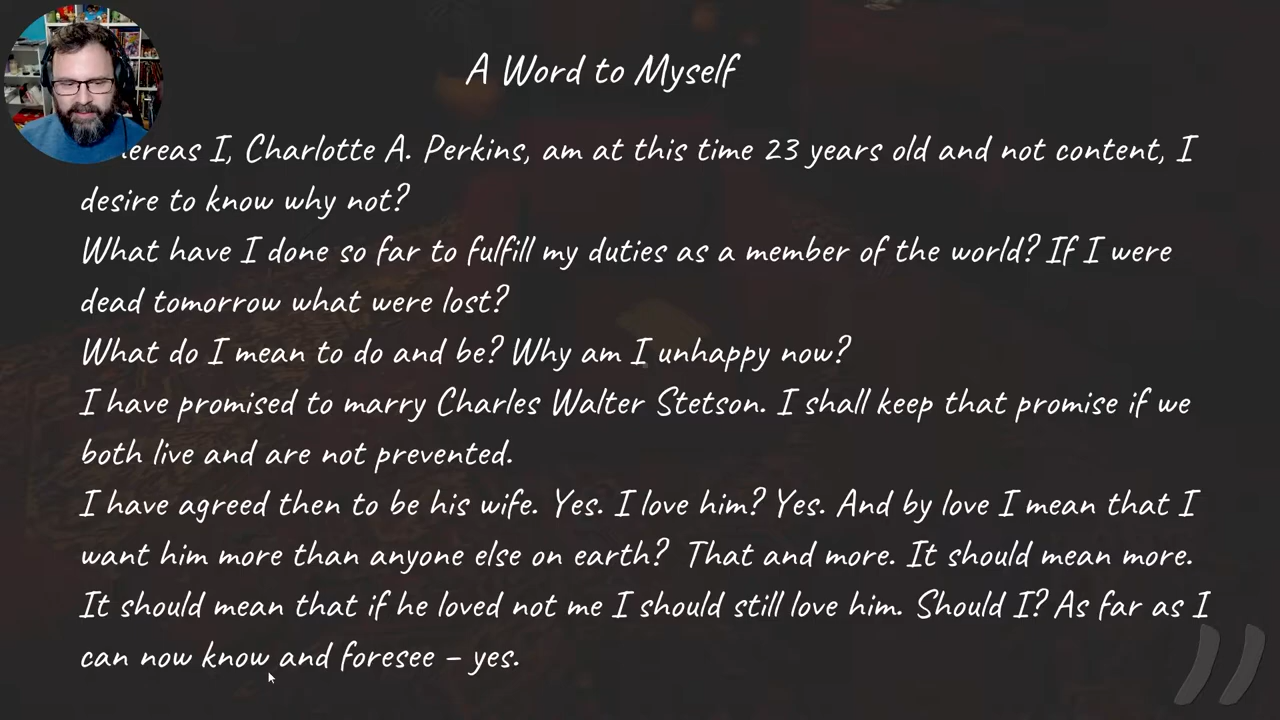 A Word to Myself
I, Charlotte A. Perkins, am at this time 23 years old and not content, I
desire to know why not?
What have I done so far to fulfill my duties as a member of the world? If I were
dead tomorrow what were lost?
What do I mean to do and be? Why am I unhappy now?
I have promised to marry Charles Walter Stetson. I shall keep that promise if we
both live and are not prevented.
I have agreed then to be his wife. Yes. I love him? Yes. And by love I mean that I
want him more than anyone else on earth? That and more. It should mean more.
It should mean that if he loved not me I should still love him. Should I? As far as I
can now know and foresee – yes.